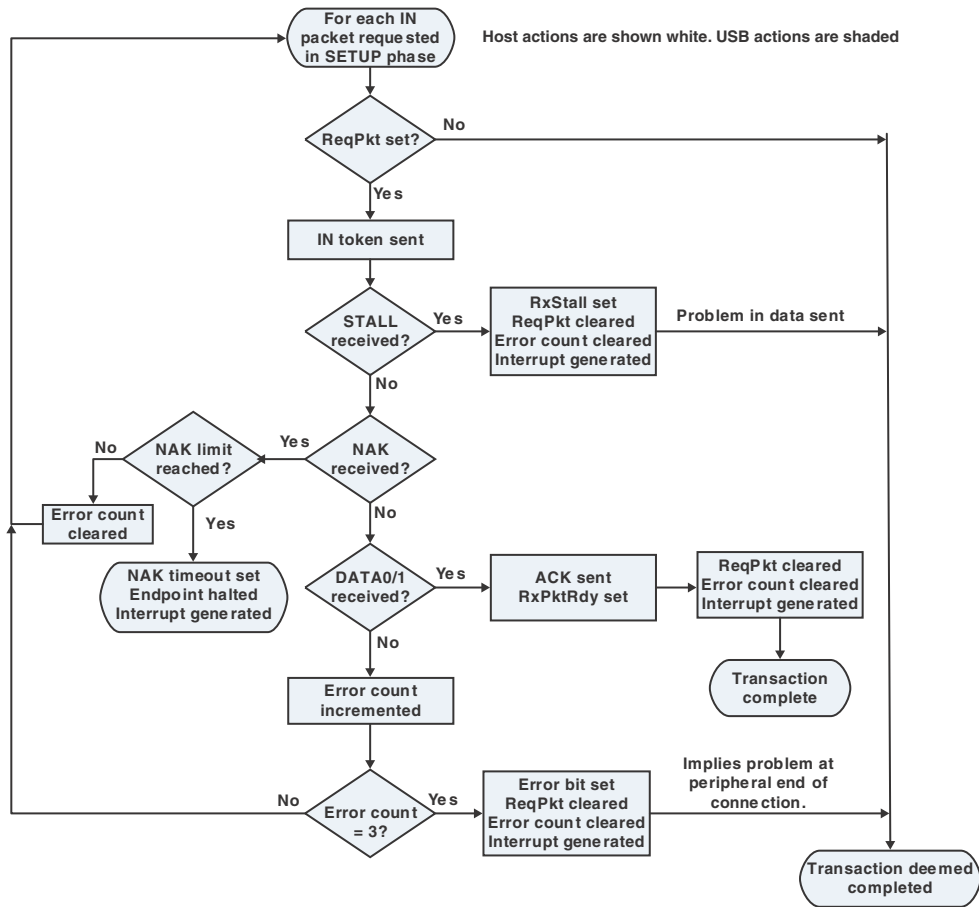 For each IN
packet requested
in SETUP phase
Host actions are shown white. USB actions are shaded
ReqPkt set?
No
Yes
IN token sent
STALL
received?
Yes
RxStall set
ReqPkt cleared
Error count cleared
Interrupt generated
Problem in data sent
No
NAK
received?
Yes
NAK limit
reached?
No
Error count
cleared
Yes
NAK timeout set
Endpoint halted
Interrupt generated
No
DATA0/1
received?
Yes
ACK sent
RxPktRdy set
ReqPkt cleared
Error count cleared
Interrupt generated
Transaction
complete
No
Error count
incremented
Error count
= 3?
No
Yes
Error bit set
ReqPkt cleared
Error count cleared
Interrupt generated
Implies problem at
peripheral end of
connection.
Transaction deemed
completed